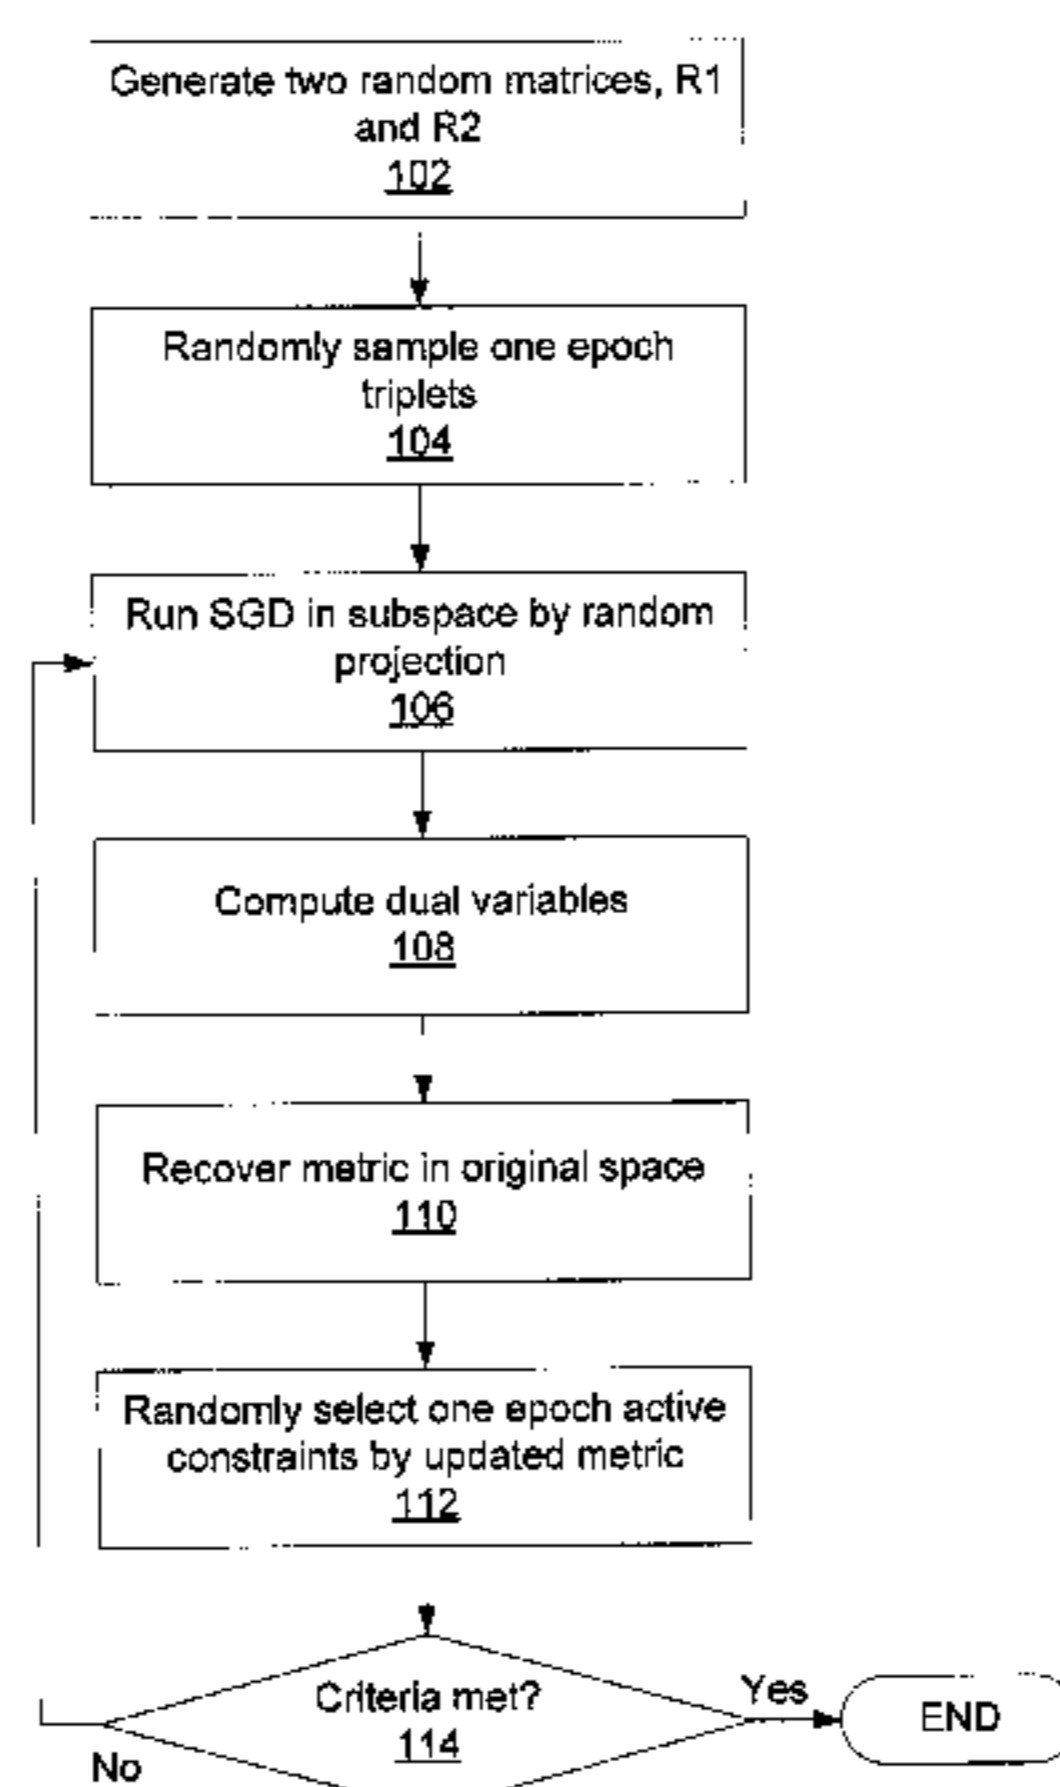 Generate two random matrices, R1
and R2
102
Randomly sample one epoch
triplets
104
Run SGD in subspace by random
projection
106
Compute dual variables
108
Recover metric in original space
110
Randomly select one epoch active
constraints by updated metric
112
Criteria met?
114
Yes
END
No